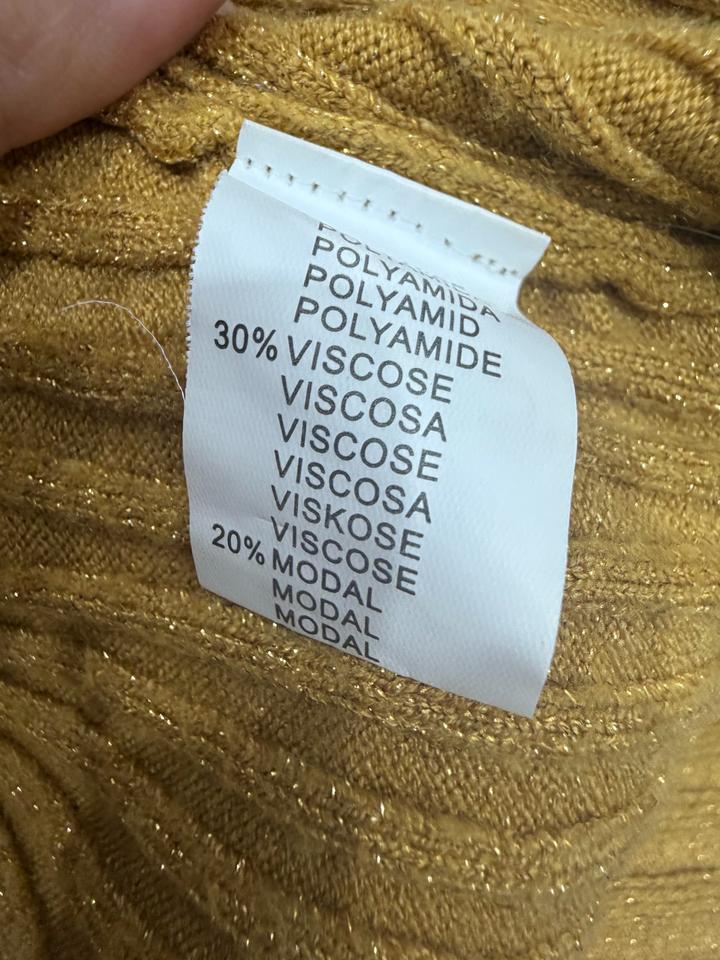 POLYAMIDA
POLYAMID
POLYAMIDE
30% VISCOSE
VISCOSA
VISCOSE
VISCOSA
VISKOSE
VISCOSE
20% MODAL
MODAL
MODAL